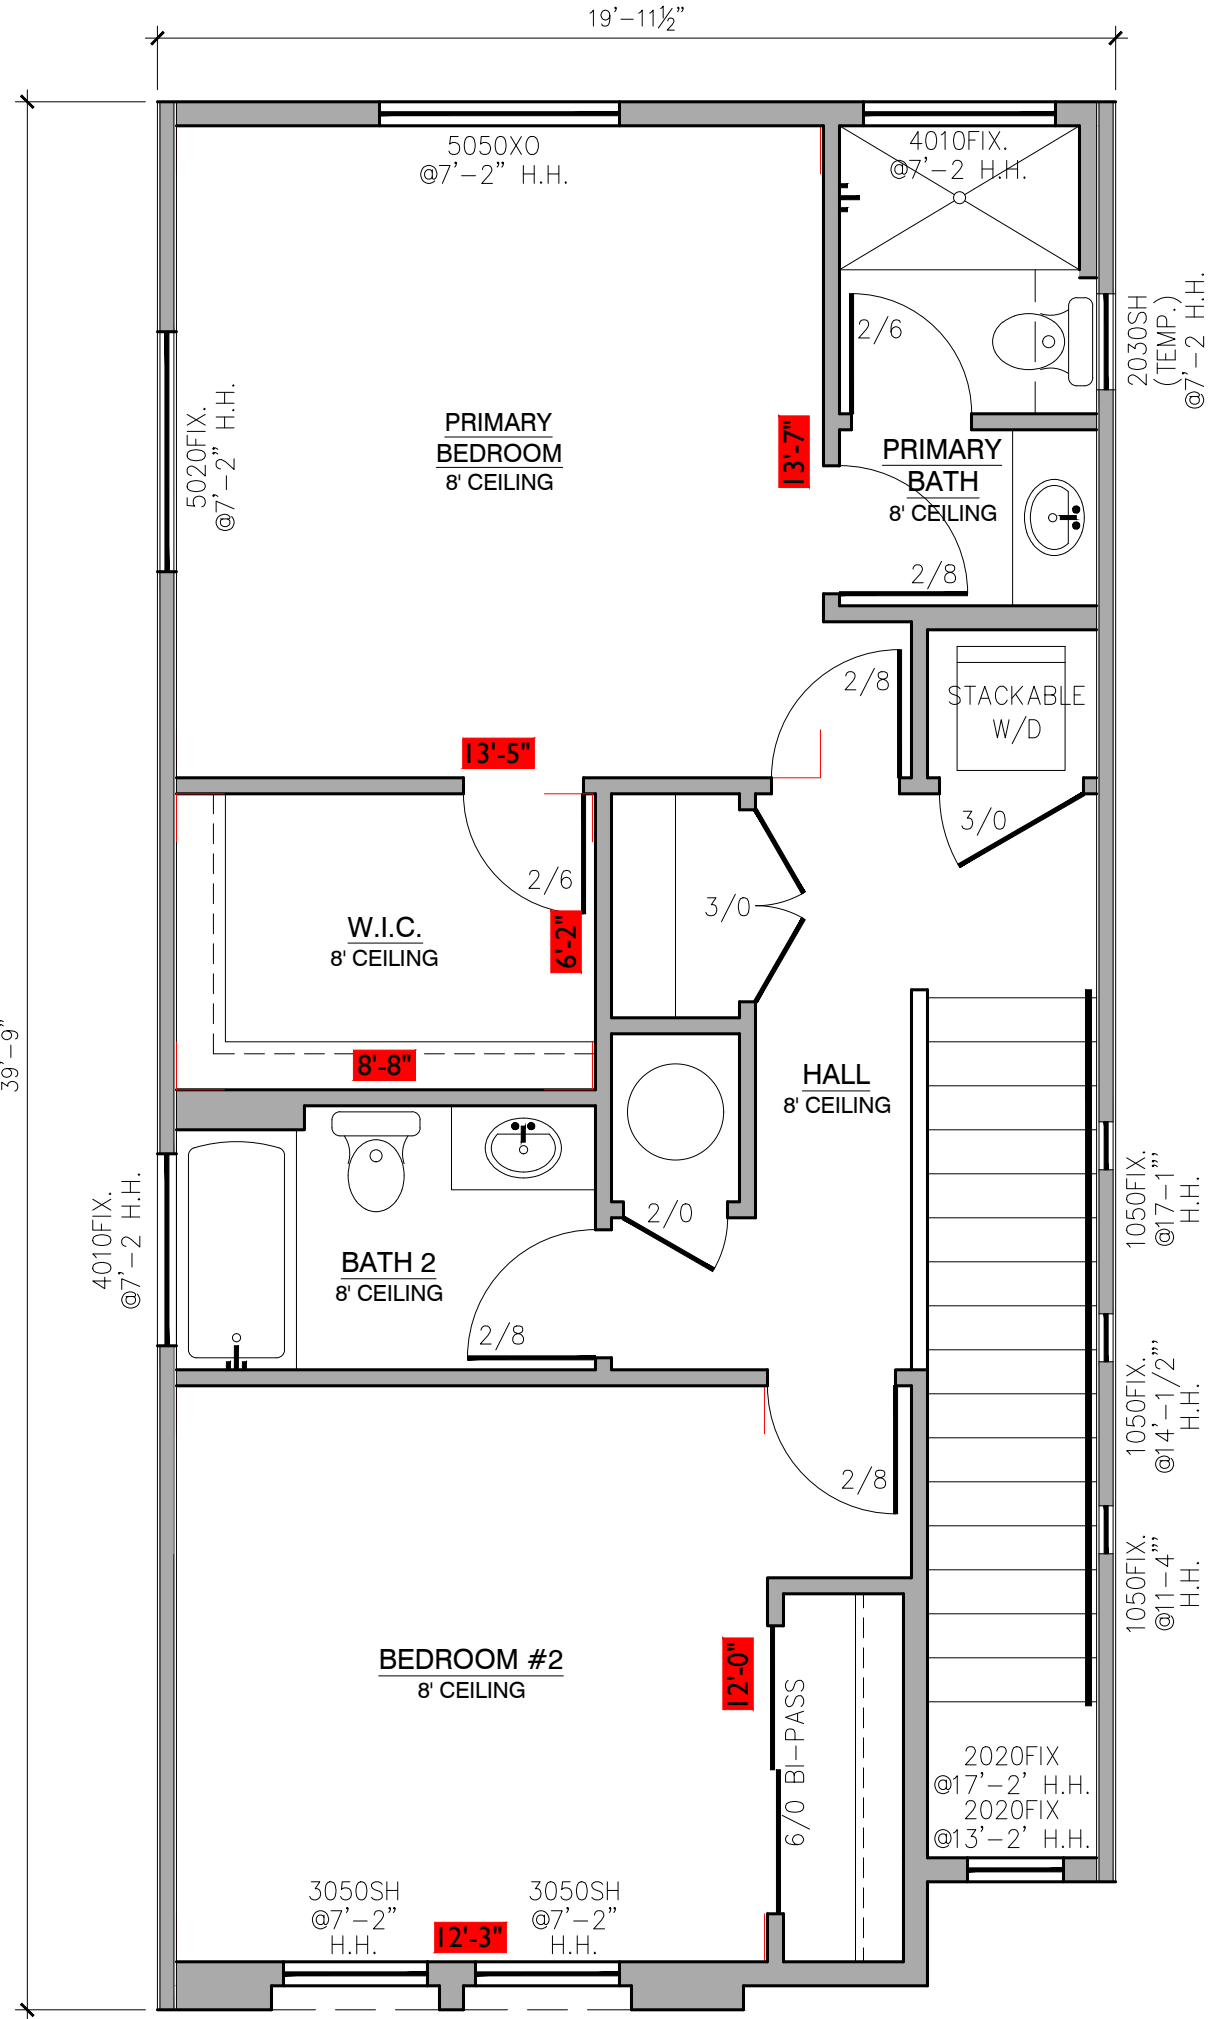 19'-11½"
5050XO
@7'-2" H.H.
4010FIX.
@7'-2 H.H.
2030SH
(TEMP.)
@7'-2 H.H.
2/6
5020FIX.
@7'-2" H.H.
PRIMARY
BEDROOM
8' CEILING
13'-7"
PRIMARY
BATH
8' CEILING
2/8
2/8
STACKABLE
W/D
13'-5"
3/0
2/6
3/0
W.I.C.
8' CEILING
6'-2"
39'-9"
8'-8"
HALL
8' CEILING
4010FIX.
@7'-2 H.H.
2/0
1050FIX.
@17-1""
H.H.
BATH 2
8' CEILING
2/8
1050FIX.
@14'-1/2""
H.H.
2/8
1050FIX.
@11-4""
H.H.
BEDROOM #2
8' CEILING
12'-0"
6/0 BI-PASS
2020FIX
@17'-2' H.H.
2020FIX
@13'-2' H.H.
3050SH
@7'-2"
H.H.
12'-3"
3050SH
@7'-2"
H.H.